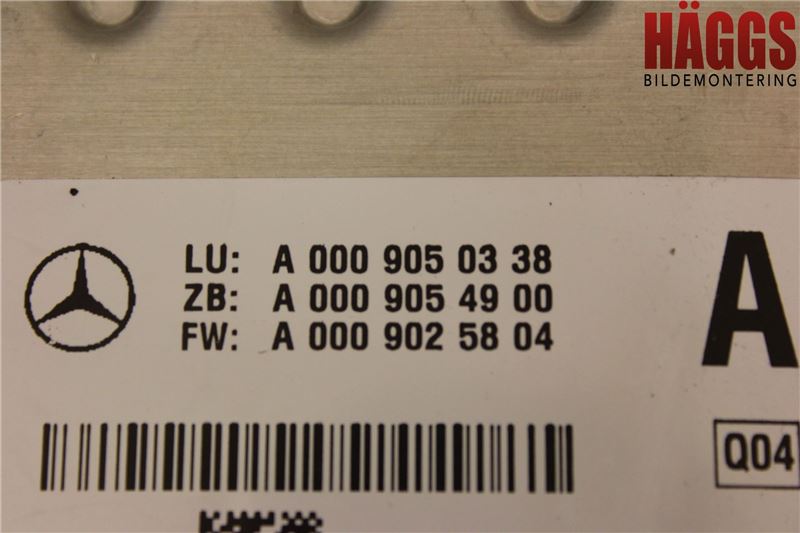 HÄGGS
BILDEMONTERING
LU: A 000 905 03 38
ZB: A 000 905 49 00
FW: A 000 902 58 04
A
Q04